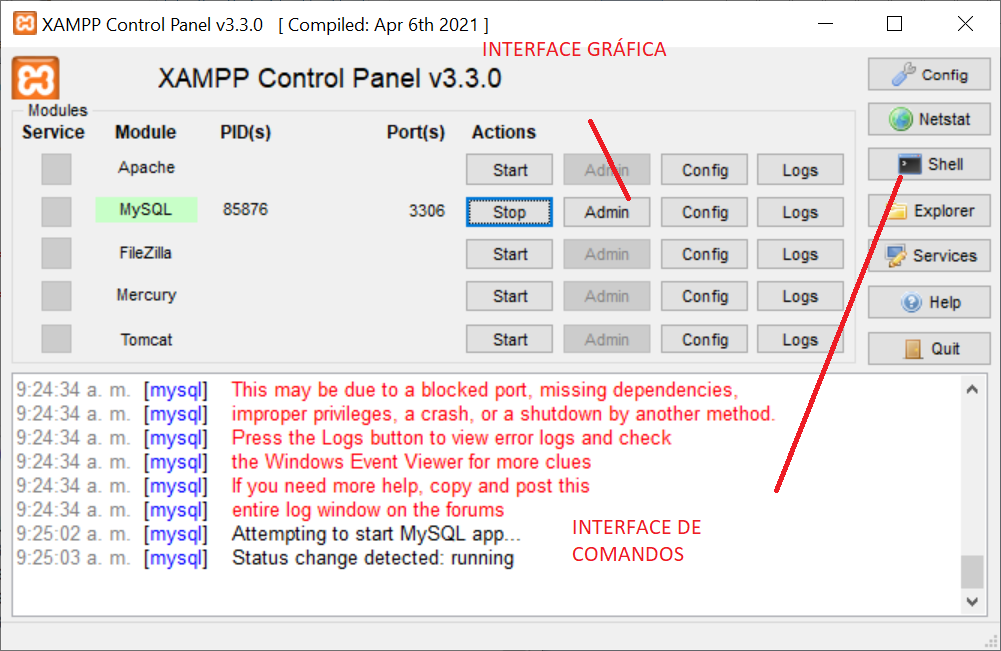 XAMPP Control Panel v3.3.0 [ Compiled: Apr 6th 2021 ]
INTERFACE GRÁFICA
XAMPP Control Panel v3.3.0
Config
Modules
Service Module PID(s) Port(s) Actions
Netstat
Apache Start Admin Config Logs
Shell
MySQL 85876 3306 Stop Admin Config Logs
Explorer
FileZilla Start Admin Config Logs
Services
Mercury Start Admin Config Logs
Help
Tomcat Start Admin Config Logs
Quit
9:24:34 a. m. [mysql] This may be due to a blocked port, missing dependencies,
9:24:34 a. m. [mysql] improper privileges, a crash, or a shutdown by another method.
9:24:34 a. m. [mysql] Press the Logs button to view error logs and check
9:24:34 a. m. [mysql] the Windows Event Viewer for more clues
9:24:34 a. m. [mysql] If you need more help, copy and post this
9:24:34 a. m. [mysql] entire log window on the forums
9:25:02 a. m. [mysql] Attempting to start MySQL app...
9:25:03 a. m. [mysql] Status change detected: running
INTERFACE DE
COMANDOS